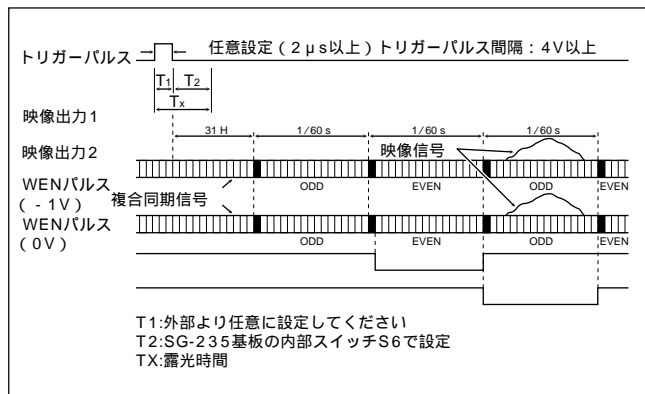 トリガーパルス 任意設定（2μs以上）トリガーパルス間隔：4V以上
T1 T2
Tx
映像出力1
31 H 1/60 s 1/60 s 1/60 s
映像出力2 映像信号
WENパルス ODD EVEN ODD EVEN
（-1V） 複合同期信号
WENパルス
（0V） ODD EVEN ODD EVEN
T1:外部より任意に設定してください
T2:SG-235基板の内部スイッチS6で設定
TX:露光時間